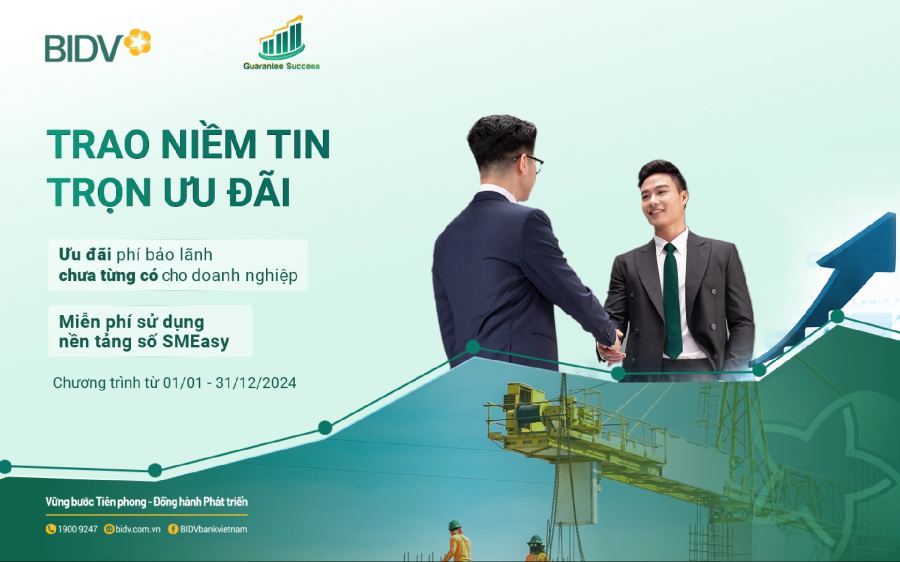 BIDV
Guarantee Success
TRAO NIỀM TIN
TRỌN ƯU ĐÃI
Ưu đãi phí bảo lãnh
chưa từng có cho doanh nghiệp
Miễn phí sử dụng
nền tảng số SMEasy
Chương trình từ 01/01 - 31/12/2024
Vững bước Tiên phong - Đồng hành Phát triển
1900 9247 bidv.com.vn BIDVbankvietnam